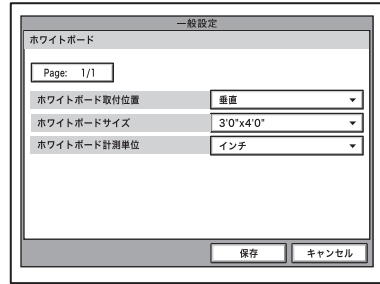 一般設定
ホワイトボード
Page: 1/1
ホワイトボード取付位置 垂直
ホワイトボードサイズ 3'0"x4'0"
ホワイトボード計測単位 インチ
保存 キャンセル